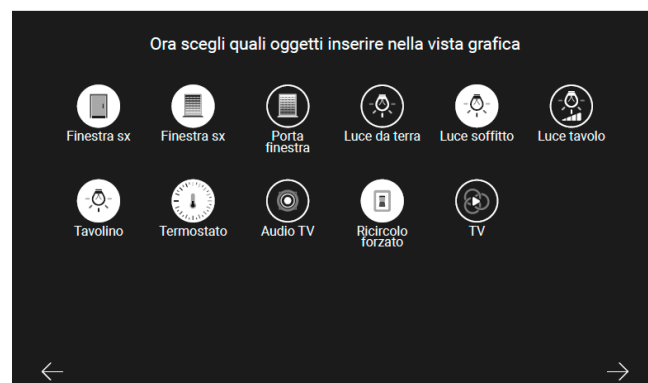 Ora scegli quali oggetti inserire nella vista grafica
Finestra sx
Finestra sx
Porta
finestra
Luce da terra
Luce soffitto
Luce tavolo
Tavolino
Termostato
Audio TV
Ricircolo
forzato
TV